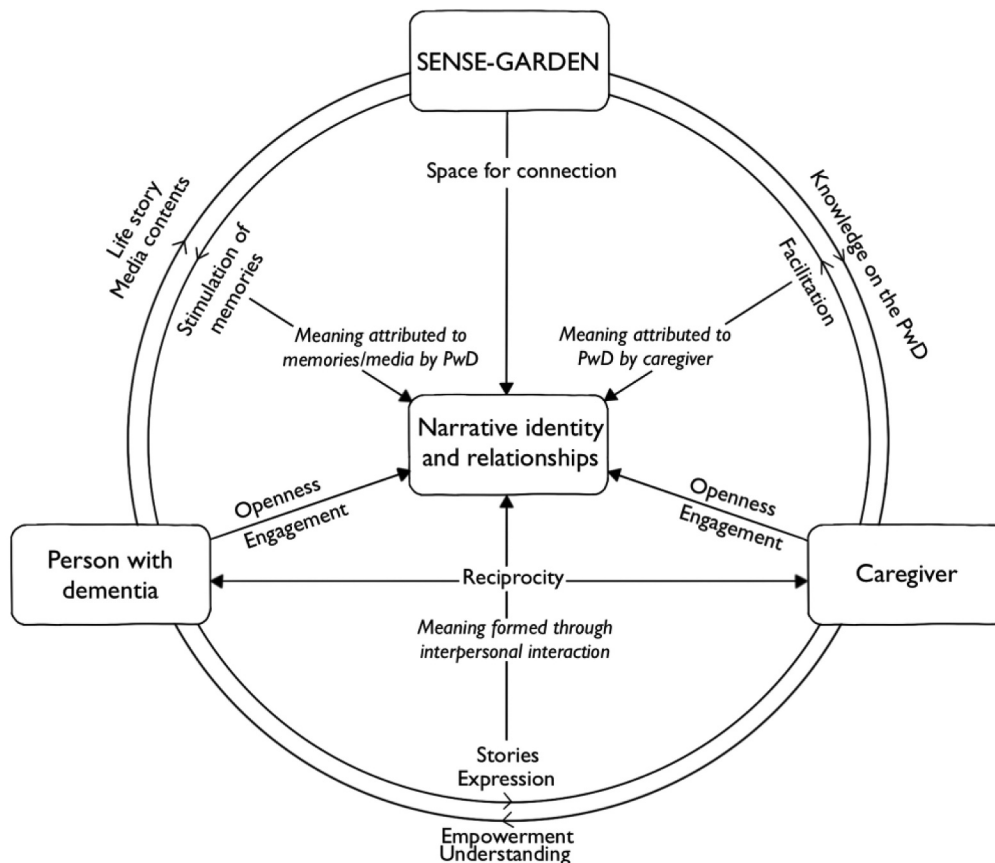 SENSE-GARDEN
Space for connection
Life story
Media contents
Stimulation of
memories
Knowledge on the PwD
Facilitation
Meaning attributed to
memories/media by PwD
Meaning attributed to
PwD by caregiver
Narrative identity
and relationships
Openness
Engagement
Openness
Engagement
Person with
dementia
Reciprocity
Caregiver
Meaning formed through
interpersonal interaction
Stories
Expression
Empowerment
Understanding